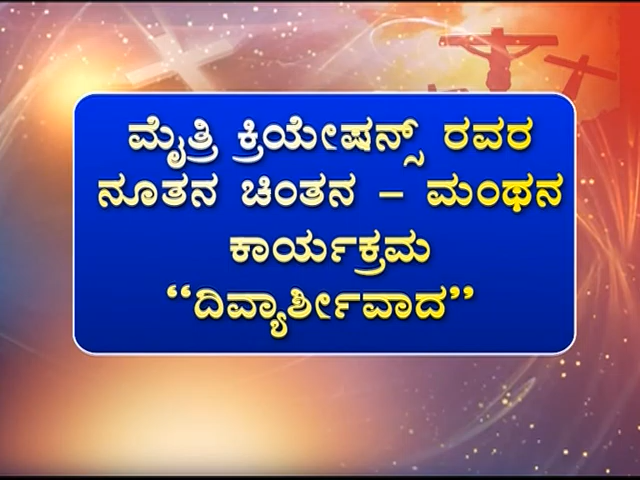 ಮೈತ್ರಿ ಕ್ರಿಯೇಷನ್ಸ್ ರವರ
ನೂತನ ಚಿಂತನ – ಮಂಥನ
ಕಾರ್ಯಕ್ರಮ
“ದಿವ್ಯಾರ್ಶೀವಾದ”